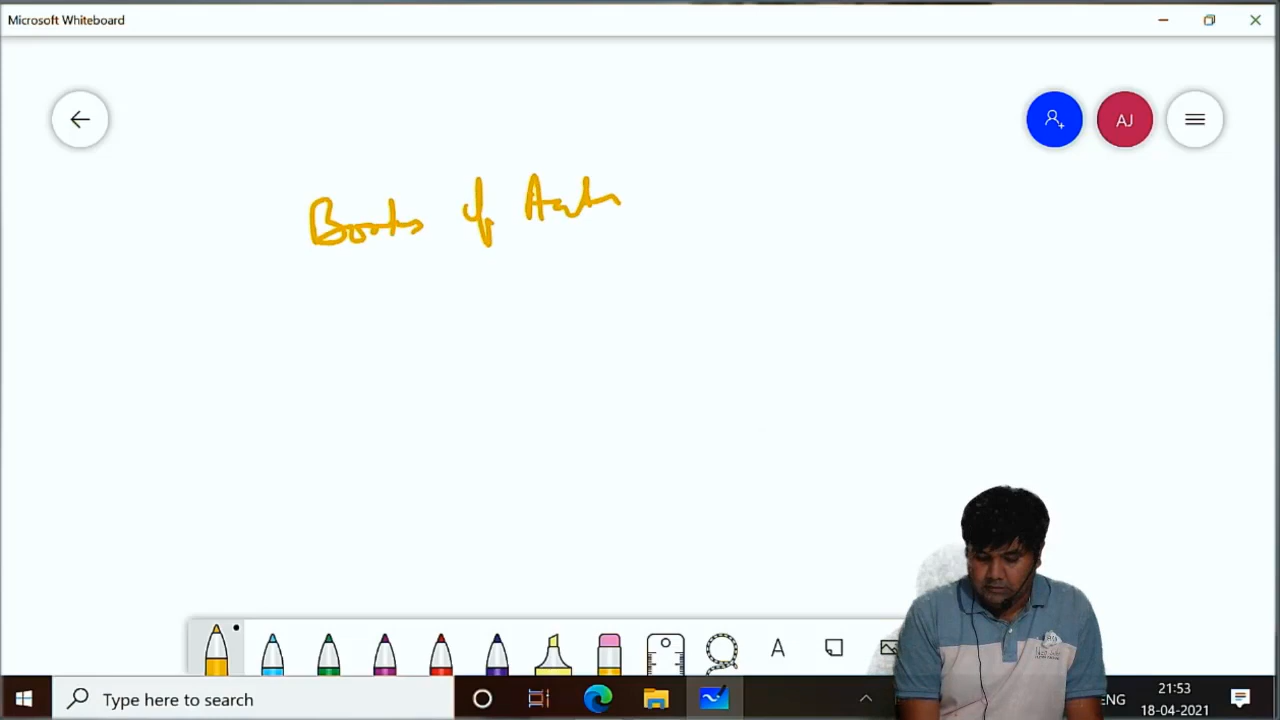 Microsoft Whiteboard
AJ
Books of
A
Type here to search
ENG
21:53
18-04-2021